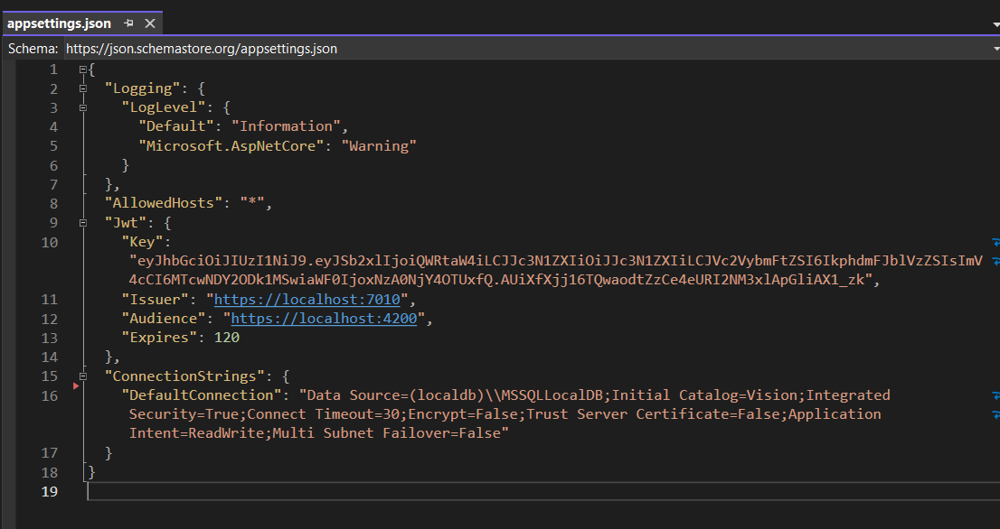 appsettings.json
Schema: https://json.schemastore.org/appsettings.json
1 {
2 "Logging": {
3 "LogLevel": {
4 "Default": "Information",
5 "Microsoft.AspNetCore": "Warning"
6 }
7 },
8 "AllowedHosts": "*",
9 "Jwt": {
10 "Key":
"eyJhbGciOiJIUzI1NiJ9.eyJSb2xlIjoiQWRtaW4iLCJJc3N1ZXIiOiJJc3N1ZXIiLCJVc2VybmFtZSI6IkphdmFJblVzZSIsImV
4cCI6MTcwNDY2ODk1MSwiaWF0IjoxNzA0NjY4OTUxfQ.AUiXfXjj16TQwaodtZzCe4eURI2NM3xlApGliAX1_zk",
11 "Issuer": "https://localhost:7010",
12 "Audience": "https://localhost:4200",
13 "Expires": 120
14 },
15 "ConnectionStrings": {
16 "DefaultConnection": "Data Source=(localdb)\\MSSQLLocalDB;Initial Catalog=Vision;Integrated
Security=True;Connect Timeout=30;Encrypt=False;Trust Server Certificate=False;Application
Intent=ReadWrite;Multi Subnet Failover=False"
17 }
18 }
19